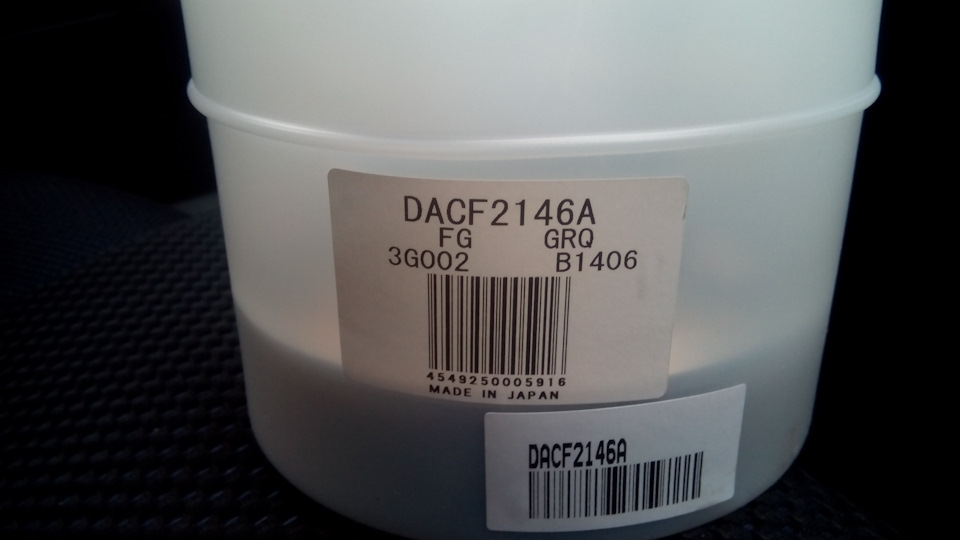 DACF2146A
FG GRQ
3G002 B1406
4549250005916
MADE IN JAPAN
DACF2146A